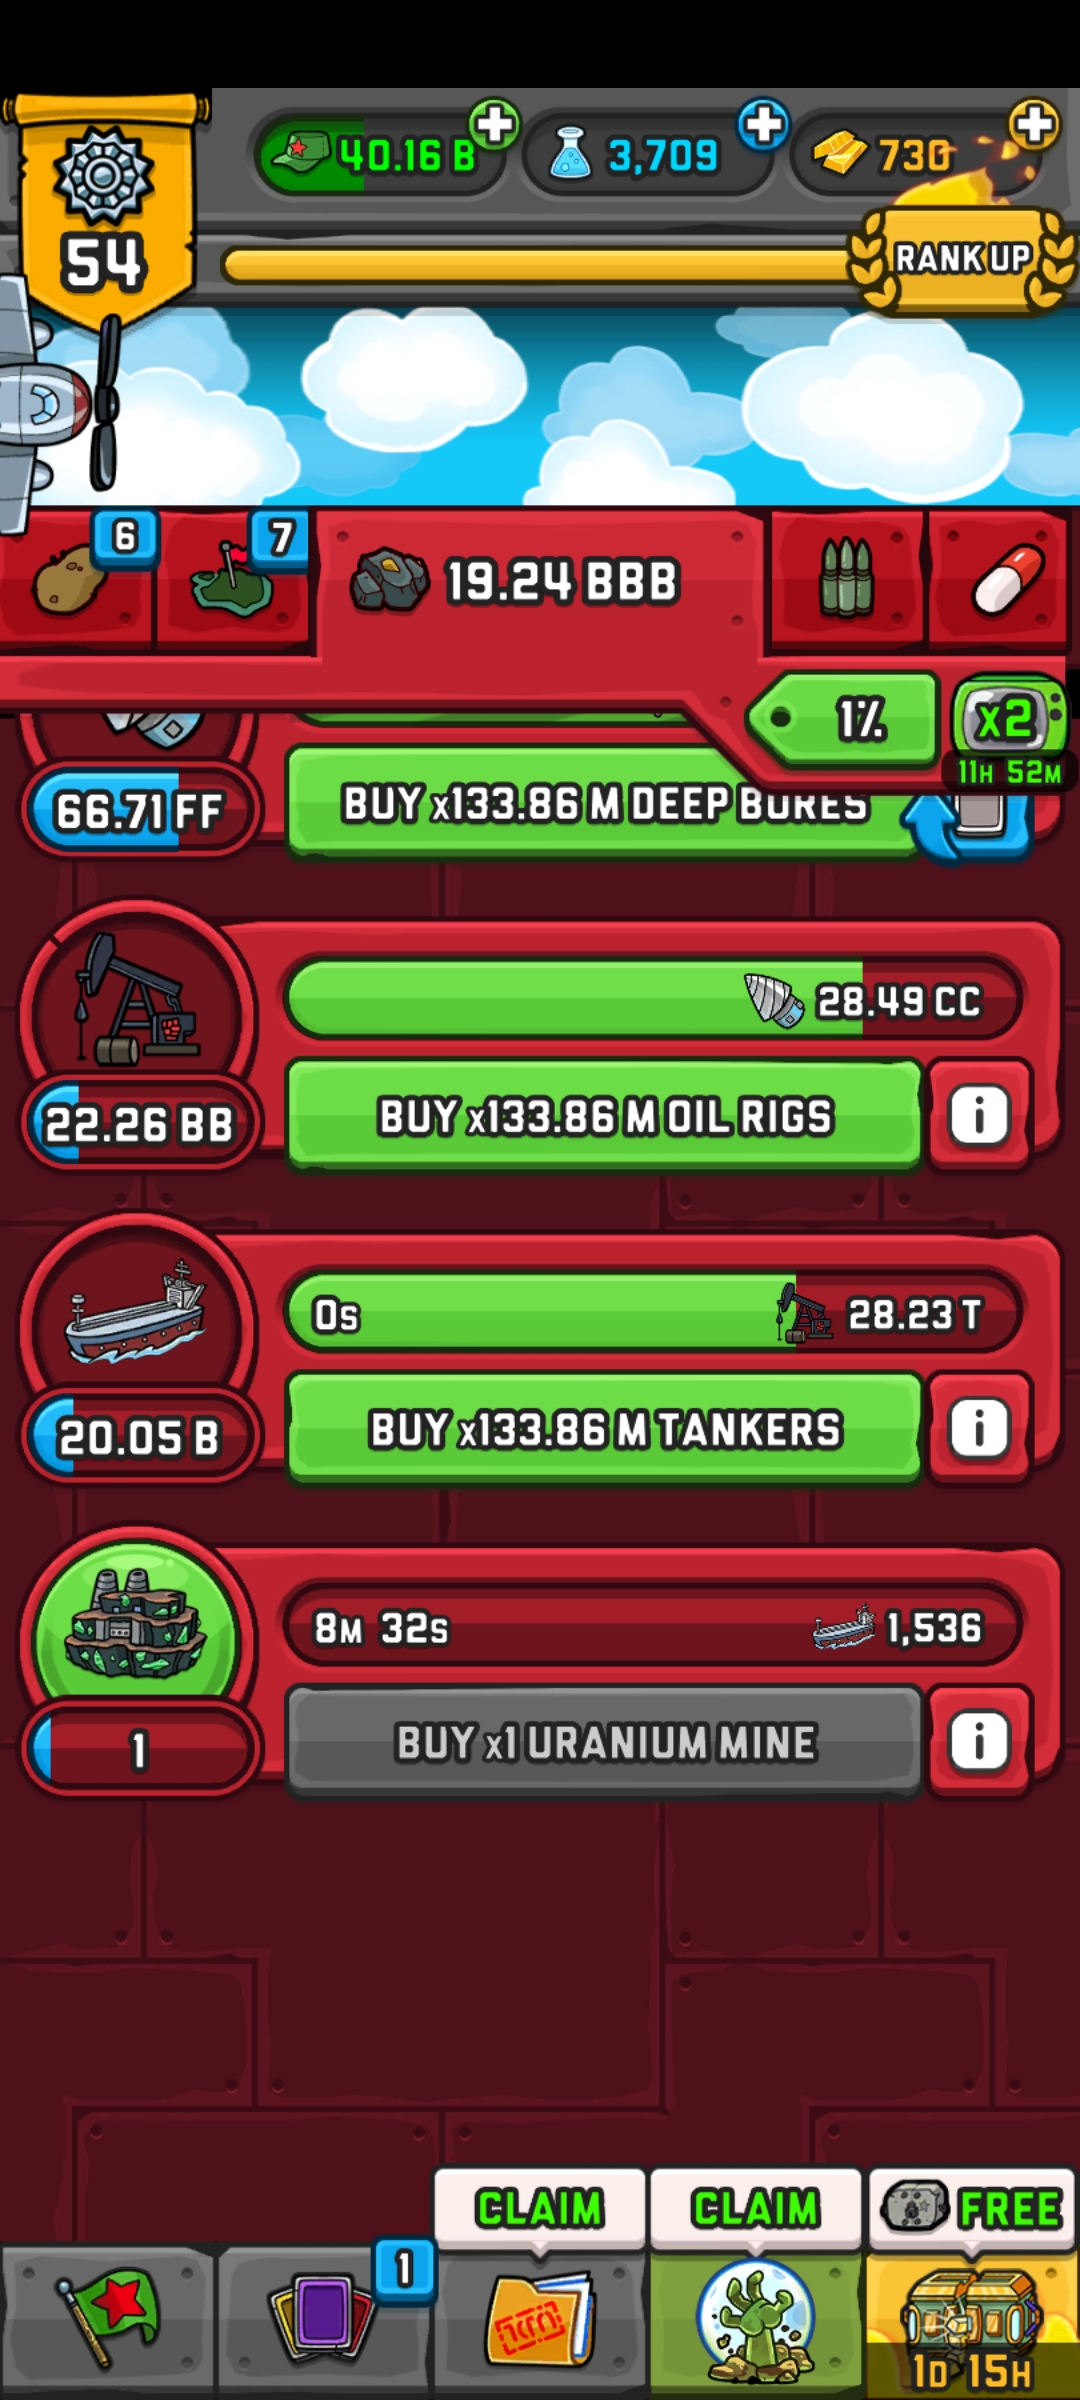 40.16 B
3,709
730
54
RANK UP
6
7
19.24 BBB
1%
x2
11H 52M
66.71 FF
BUY x133.86 M DEEP BORES
28.49 CC
22.26 BB
BUY x133.86 M OIL RIGS
i
0s
28.23 T
20.05 B
BUY x133.86 M TANKERS
i
8M 32s
1,536
1
BUY x1 URANIUM MINE
i
CLAIM
CLAIM
FREE
1
1D 15H